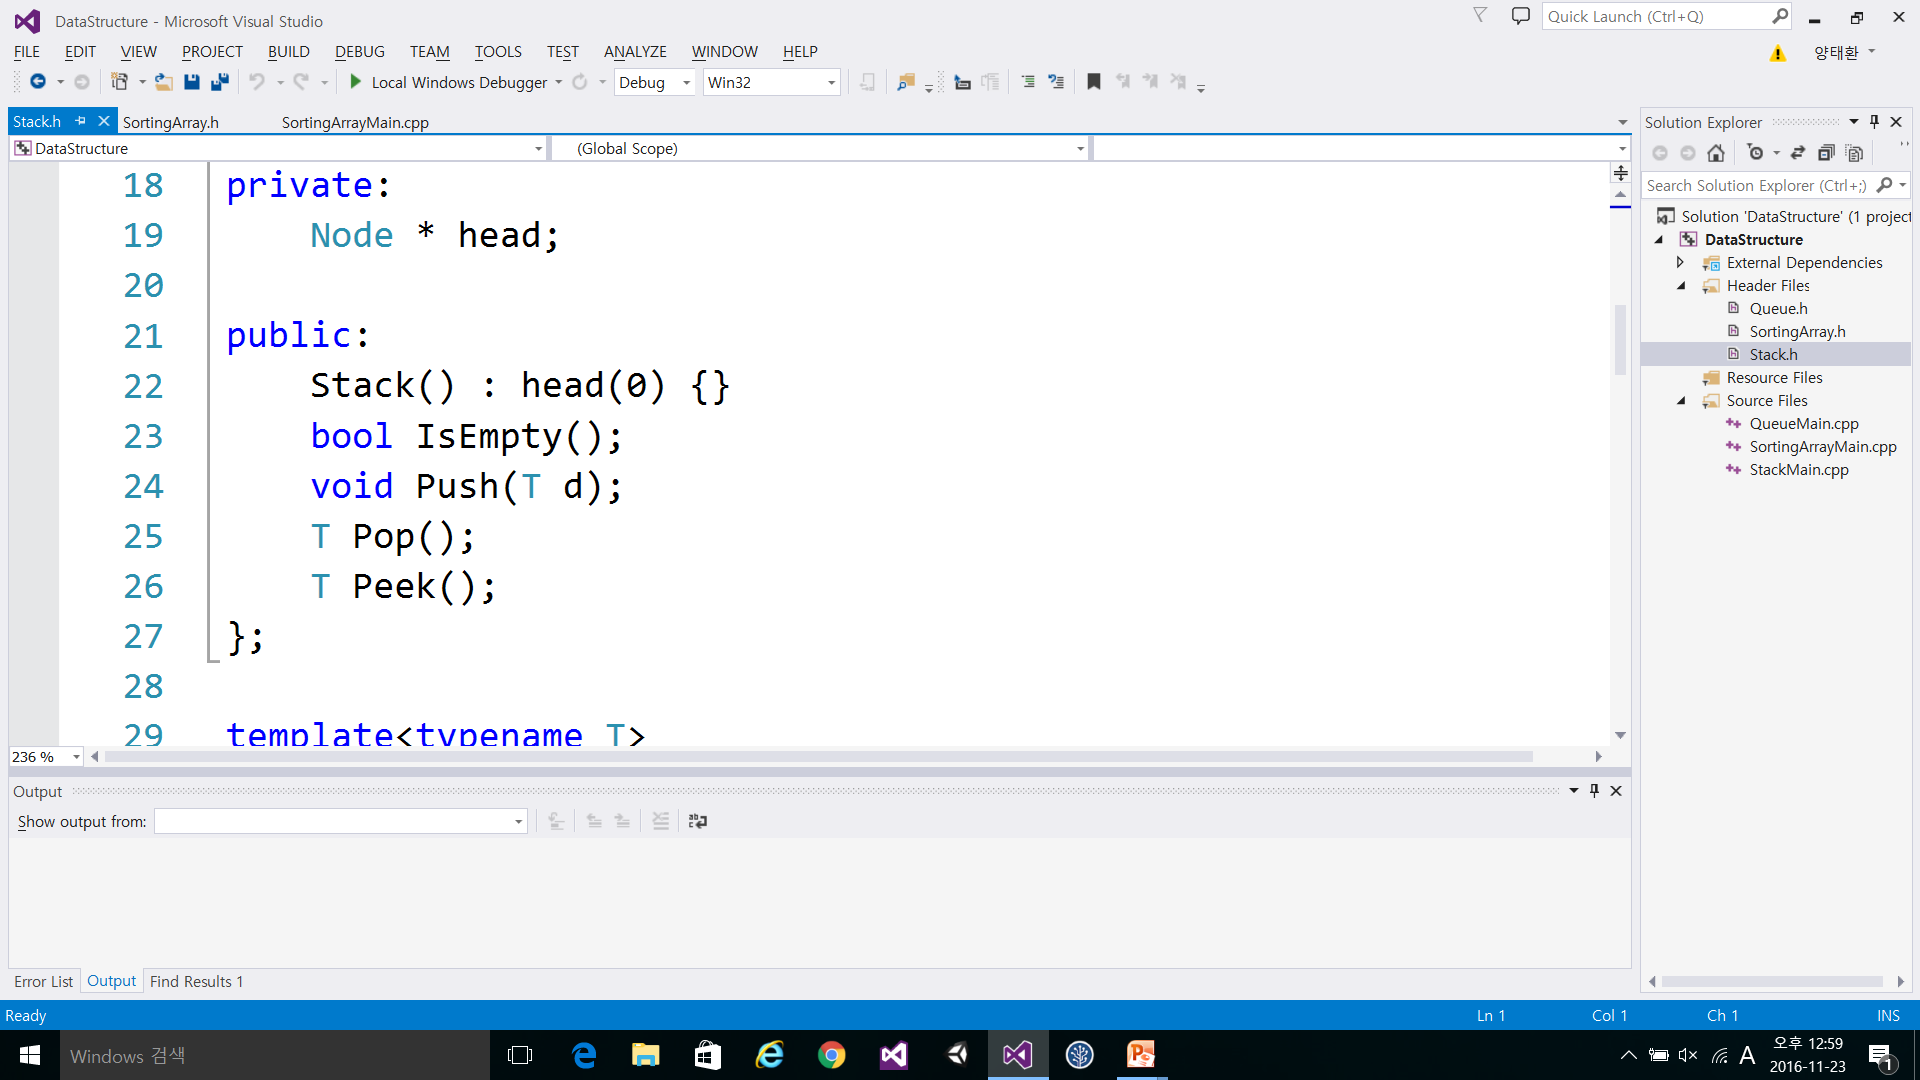 DataStructure - Microsoft Visual Studio
Quick Launch (Ctrl+Q)
FILE EDIT VIEW PROJECT BUILD DEBUG TEAM TOOLS TEST ANALYZE WINDOW HELP
양태환
Local Windows Debugger Debug Win32
Stack.h SortingArray.h SortingArrayMain.cpp
DataStructure (Global Scope)
18 private:
19 Node * head;
20
21 public:
22 Stack() : head(0) {}
23 bool IsEmpty();
24 void Push(T d);
25 T Pop();
26 T Peek();
27 };
28
29 template<typename T>
236 %
Solution Explorer
Search Solution Explorer (Ctrl+;)
Solution 'DataStructure' (1 project
DataStructure
External Dependencies
Header Files
Queue.h
SortingArray.h
Stack.h
Resource Files
Source Files
QueueMain.cpp
SortingArrayMain.cpp
StackMain.cpp
Output
Show output from:
Error List Output Find Results 1
Ready Ln 1 Col 1 Ch 1 INS
Windows 검색
A
오후 12:59
2016-11-23
1